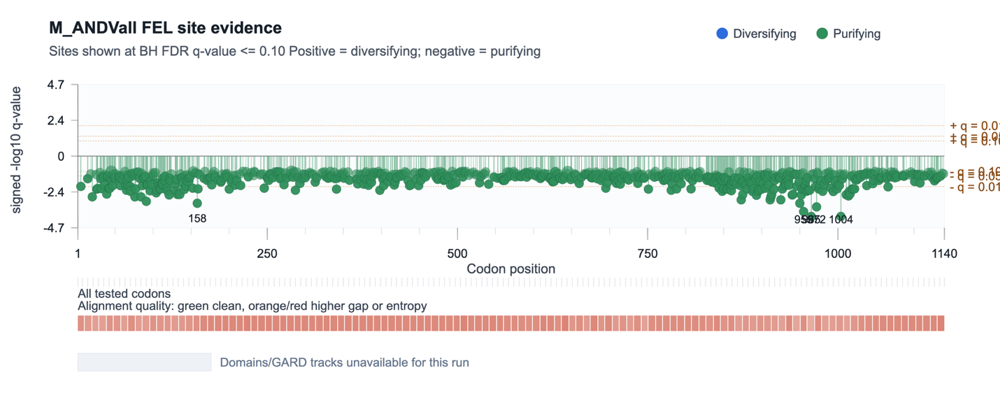 M_ANDVall FEL site evidence
Diversifying
Purifying
Sites shown at BH FDR q-value <= 0.10 Positive = diversifying; negative = purifying
signed -log10 q-value
4.7
2.4
0
-2.4
-4.7
+ q = 0.01
- q = 0.01
158
972 1004
1
250
500
750
1000
1140
Codon position
All tested codons
Alignment quality: green clean, orange/red higher gap or entropy
Domains/GARD tracks unavailable for this run